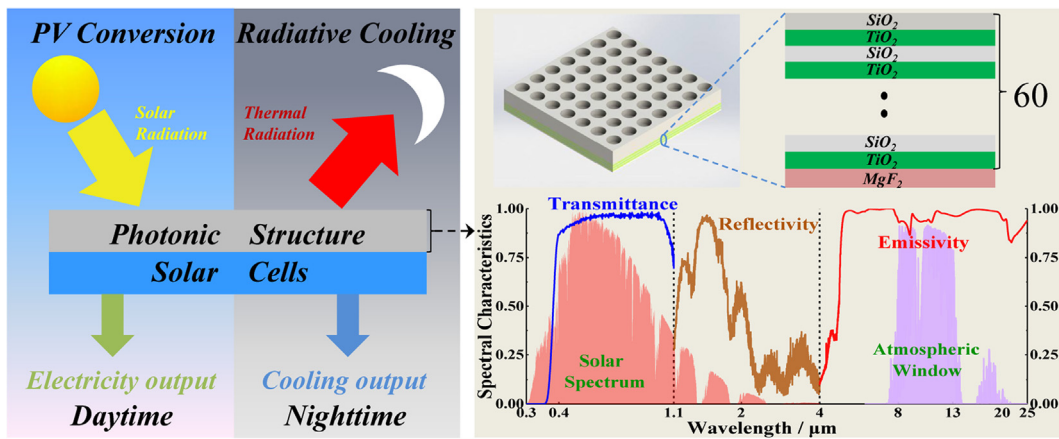 PV Conversion
Radiative Cooling
Solar
Radiation
Thermal
Radiation
Photonic Structure
Solar Cells
Electricity output
Cooling output
Daytime
Nighttime
SiO2
TiO2
SiO2
TiO2
SiO2
TiO2
MgF2
60
Transmittance
Reflectivity
Emissivity
Solar
Spectrum
Atmospheric
Window
Spectral Characteristics
1.00
0.75
0.50
0.25
0.00
1.00
0.75
0.50
0.25
0.00
0.3 0.4 1.1 2 4 8 13 20 25
Wavelength / μm